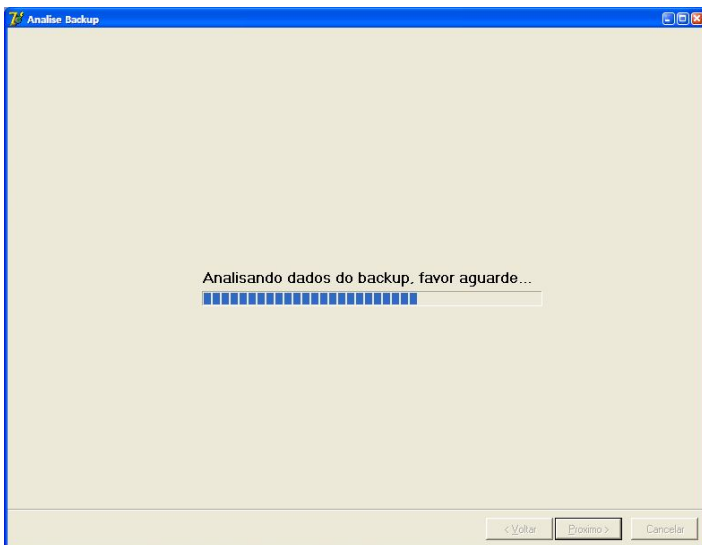 Analise Backup
Analisando dados do backup, favor aguarde...
< Voltar
Proximo >
Cancelar